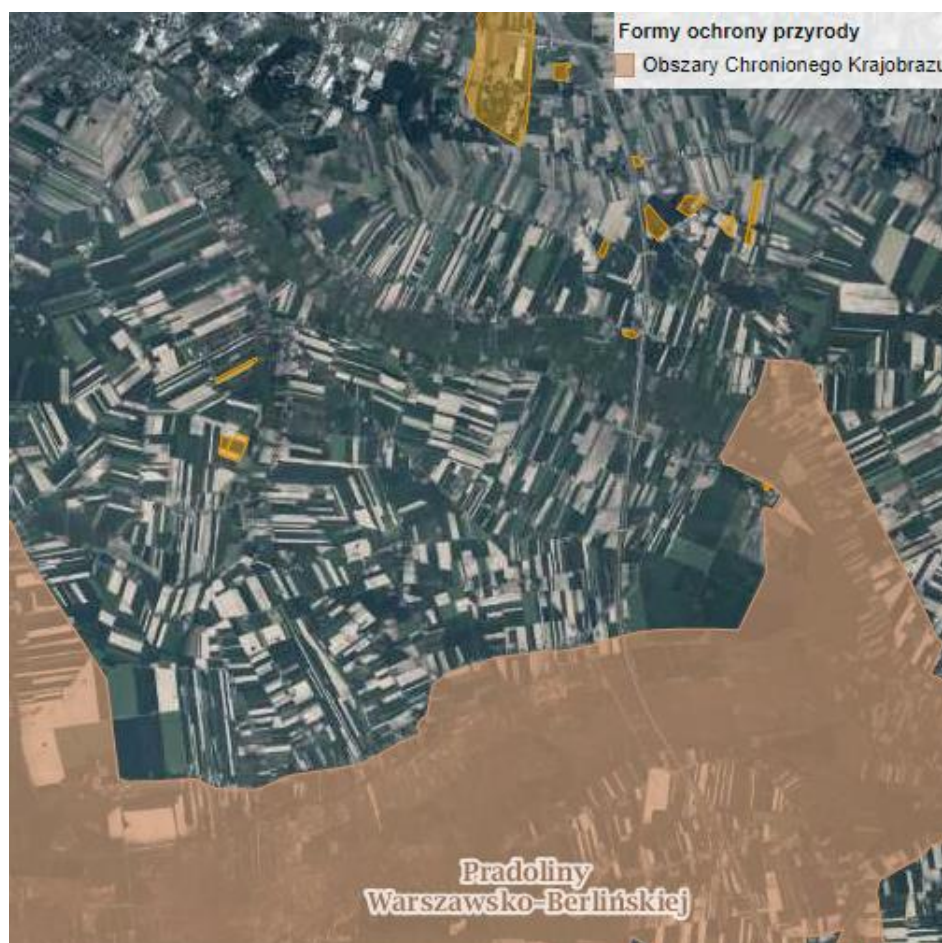 Formy ochrony przyrody
Obszary Chronionego Krajobrazu
Pradoliny
Warszawsko-Berlińskiej